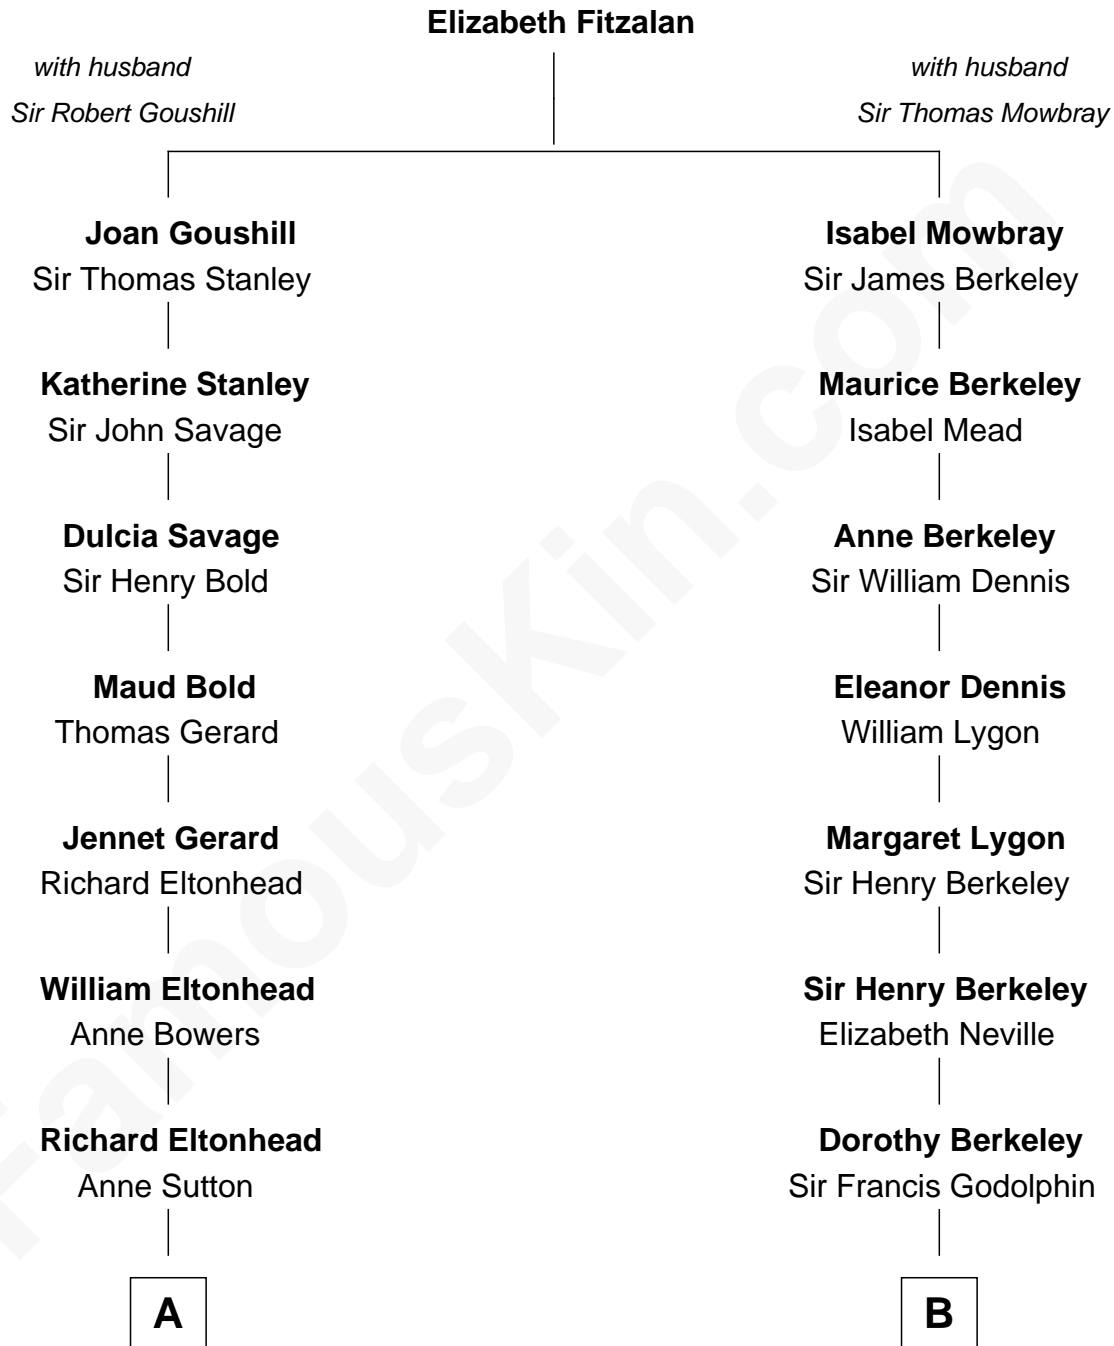 Elizabeth Fitzalan
with husband
Sir Robert Goushill
with husband
Sir Thomas Mowbray
Joan Goushill
Sir Thomas Stanley
Isabel Mowbray
Sir James Berkeley
Katherine Stanley
Sir John Savage
Maurice Berkeley
Isabel Mead
Dulcia Savage
Sir Henry Bold
Anne Berkeley
Sir William Dennis
Maud Bold
Thomas Gerard
Eleanor Dennis
William Lygon
Jennet Gerard
Richard Eltonhead
Margaret Lygon
Sir Henry Berkeley
William Eltonhead
Anne Bowers
Sir Henry Berkeley
Elizabeth Neville
Richard Eltonhead
Anne Sutton
Dorothy Berkeley
Sir Francis Godolphin
A
B
FamousKin.com